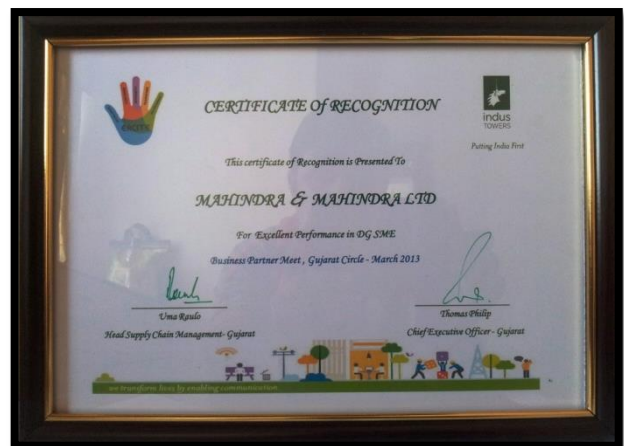 CERTIFICATE Of RECOGNITION
indus
TOWERS
Putting India First
This certificate of Recognition is Presented To
MAHINDRA & MAHINDRA LTD
For Excellent Performance in DG SME
Business Partner Meet , Gujarat Circle - March 2013
Uma Raulo
Head Supply Chain Management- Gujarat
Thomas Philip
Chief Executive Officer - Gujarat
we transform lives by enabling communication